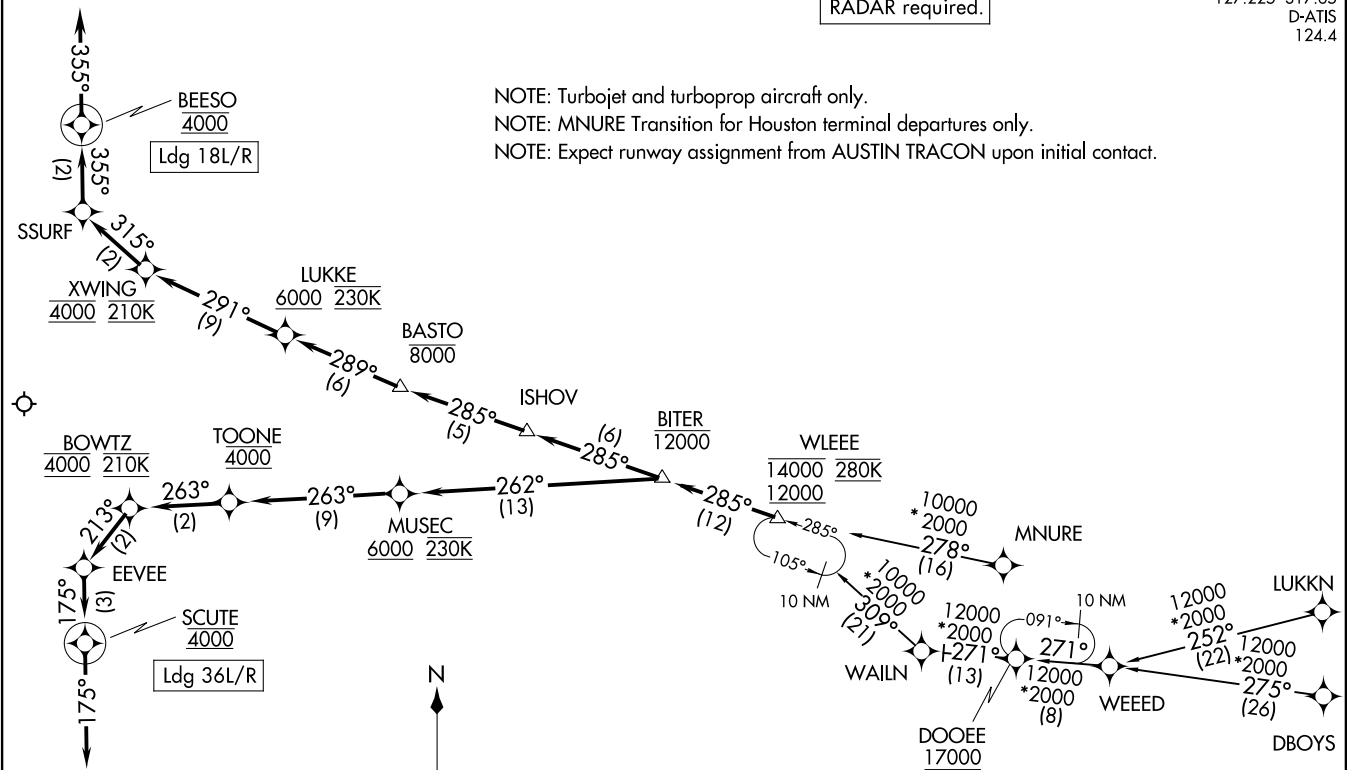 RADAR required.
127.225 317.65
D-ATIS
124.4
NOTE: Turbojet and turboprop aircraft only.
NOTE: MNURE Transition for Houston terminal departures only.
NOTE: Expect runway assignment from AUSTIN TRACON upon initial contact.
355°
BEESO
4000
Ldg 18L/R
355°
(2)
SSURF
315°
(2)
XWING
4000 210K
291°
(9)
LUKKE
6000 230K
289°
(6)
BASTO
8000
285°
(5)
ISHOV
(6)
285°
BITER
12000
285°
(12)
WLEEE
14000 280K
12000
285°
105°
10 NM
10000
*2000
278°
(16)
MNURE
10000
*2000
309°
(21)
WAILN
12000
*2000
271°
(13)
091°
10 NM
271°
12000
*2000
(8)
DOOEE
17000
WEEED
12000
*2000
252°
(22)
LUKKN
12000
*2000
275°
(26)
DBOYS
262°
(13)
MUSEC
6000 230K
263°
(9)
TOONE
4000
263°
(2)
BOWTZ
4000 210K
213°
(2)
EEVEE
175°
(3)
SCUTE
4000
Ldg 36L/R
175°
N